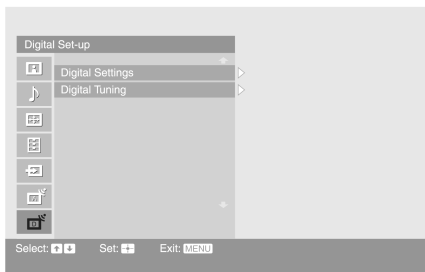 Digital Set-up
Digital Settings
Digital Tuning
Select: Set: Exit: MENU